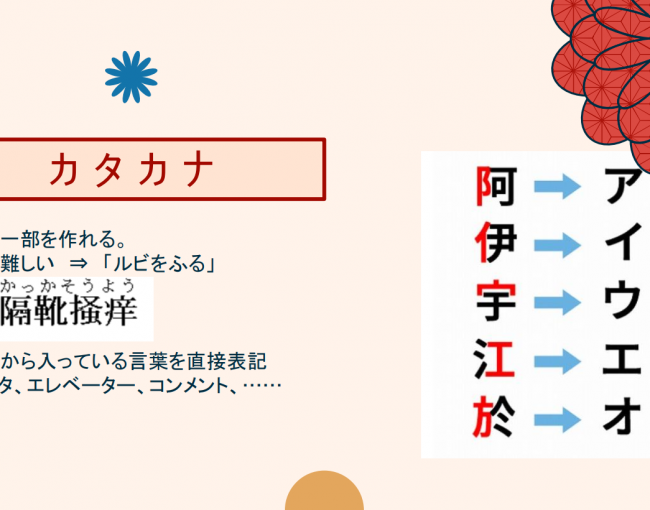 カタカナ
一部を作れる。
難しい ⇒ 「ルビをふる」
かっかそうよう
隔靴掻痒
から入っている言葉を直接表記
タ、エレベーター、コンメント、……
阿 ア
伊 イ
宇 ウ
江 エ
於 オ